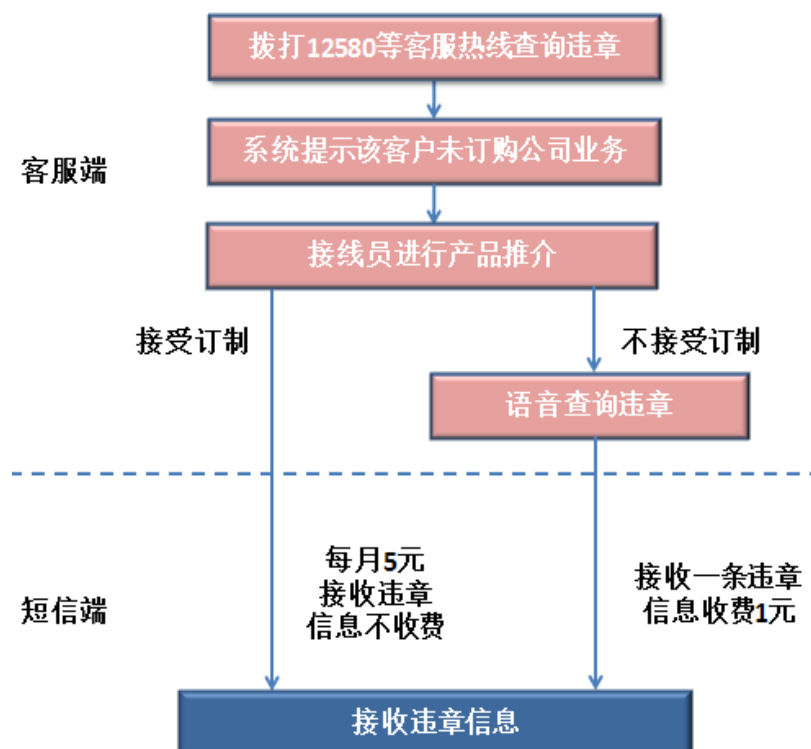 拨打12580等客服热线查询违章
系统提示该客户未订购公司业务
客服端
接线员进行产品推介
接受订制
不接受订制
语音查询违章
每月5元
接收违章
信息不收费
接收一条违章
信息收费1元
短信端
接收违章信息